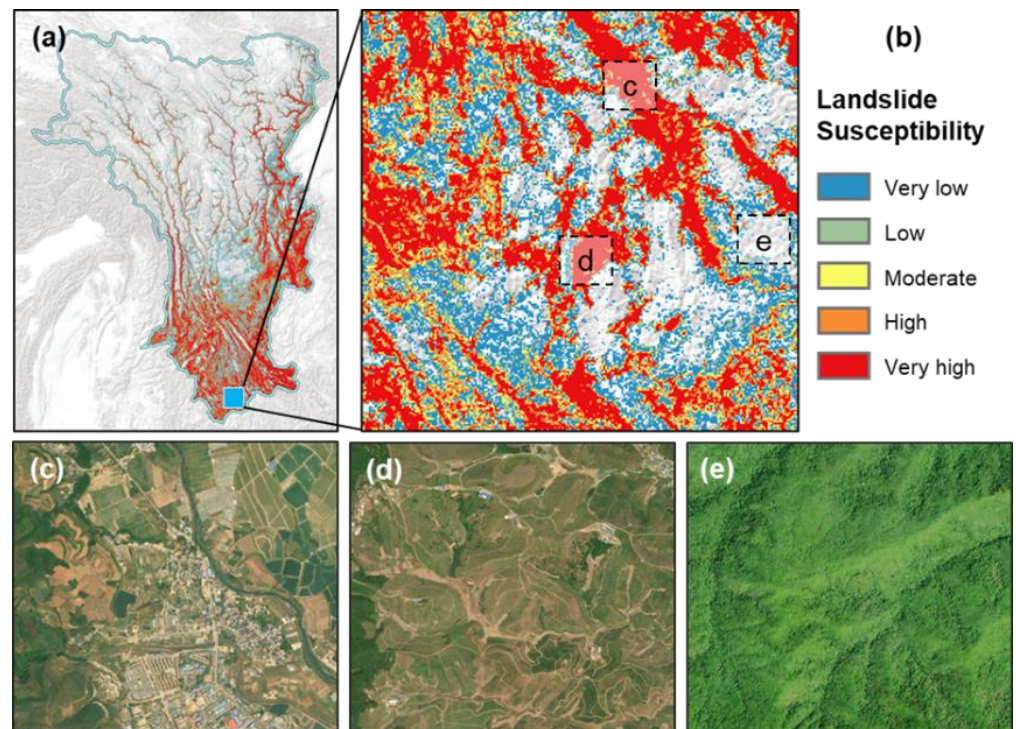 (a)
(b)
c
d
e
Landslide
Susceptibility
Very low
Low
Moderate
High
Very high
(c)
(d)
(e)